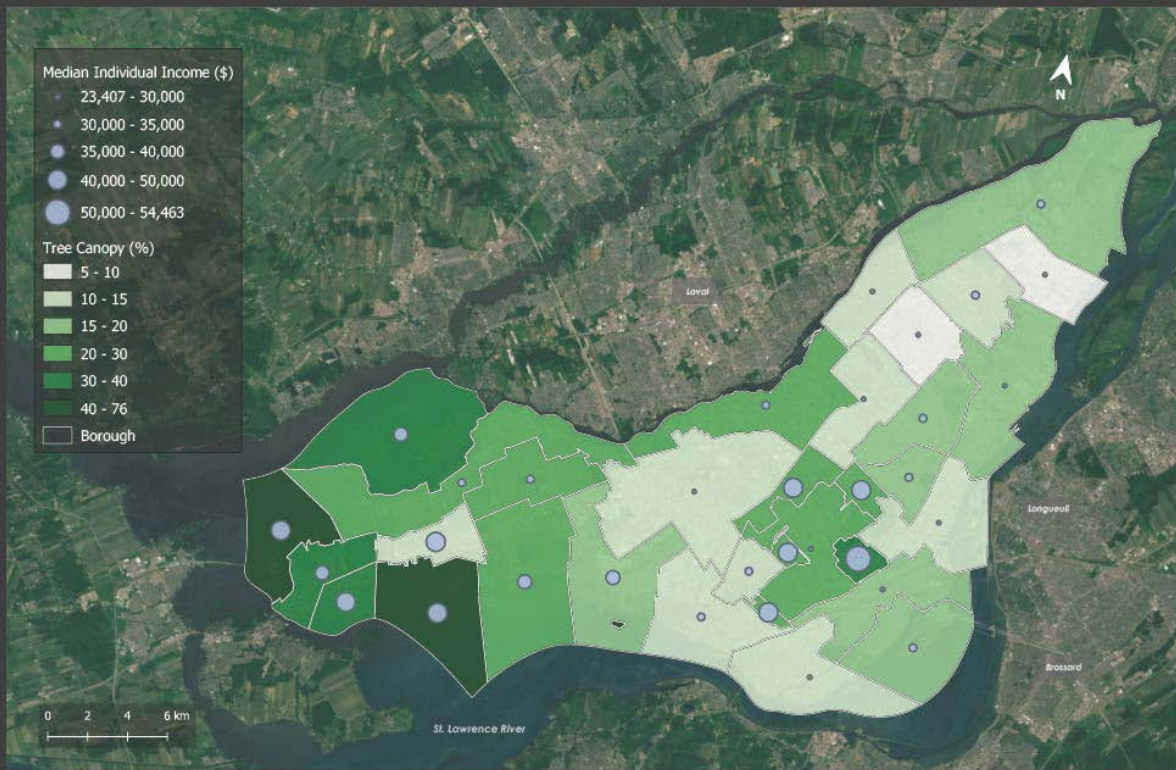 Median Individual Income ($)
23,407 - 30,000
30,000 - 35,000
35,000 - 40,000
40,000 - 50,000
50,000 - 54,463
Tree Canopy (%)
5 - 10
10 - 15
15 - 20
20 - 30
30 - 40
40 - 76
Borough
N
Laval
Longueuil
Brossard
St. Lawrence River
0 2 4 6 km